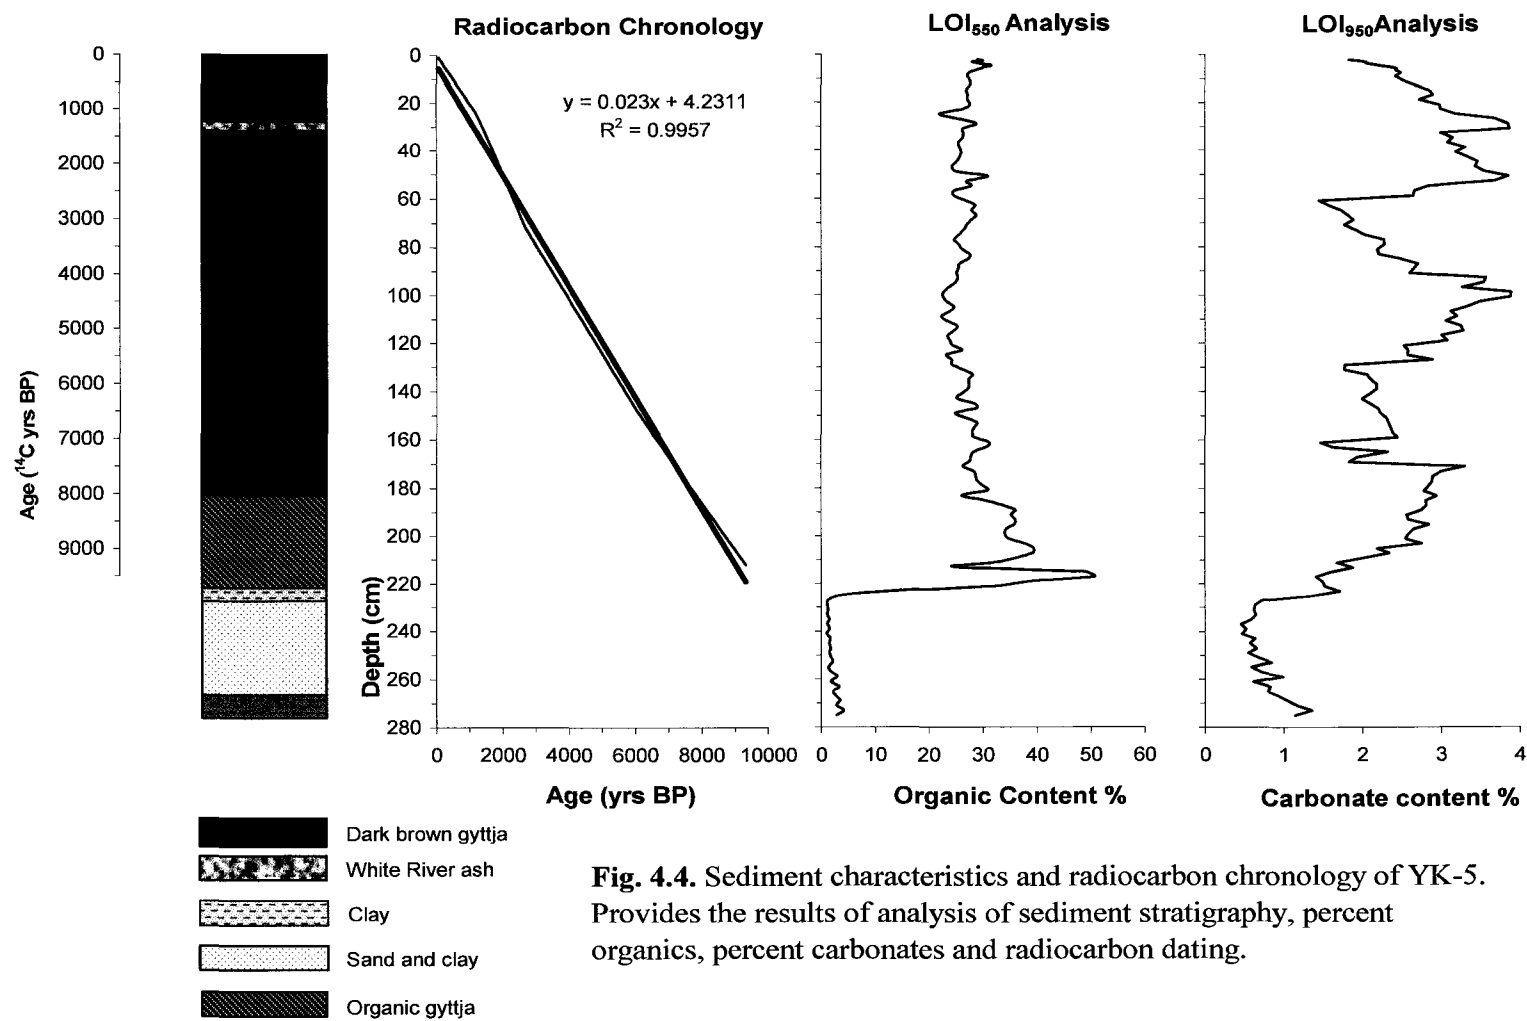 Radiocarbon Chronology
LOI550 Analysis
LOI950Analysis
Age (14C yrs BP)
0
1000
2000
3000
4000
5000
6000
7000
8000
9000
y = 0.023x + 4.2311
R2 = 0.9957
Depth (cm)
0
20
40
60
80
100
120
140
160
180
200
220
240
260
280
0 2000 4000 6000 8000 10000
Age (yrs BP)
0 10 20 30 40 50 60
Organic Content %
0 1 2 3 4
Carbonate content %
Dark brown gyttja
White River ash
Clay
Sand and clay
Organic gyttja
Fig. 4.4. Sediment characteristics and radiocarbon chronology of YK-5.
Provides the results of analysis of sediment stratigraphy, percent
organics, percent carbonates and radiocarbon dating.